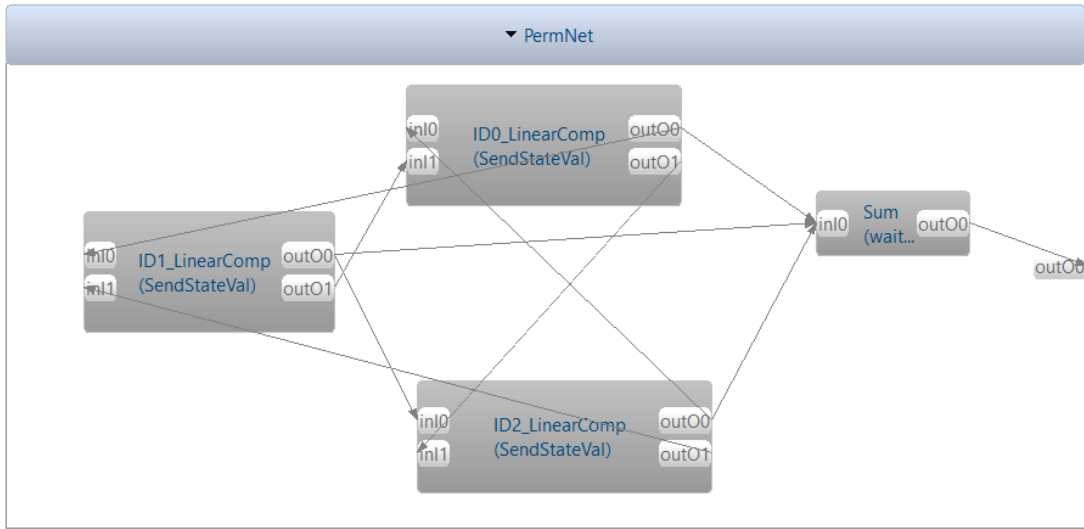 PermNet
inI0
inI1
ID0_LinearComp
(SendStateVal)
outO0
outO1
inI0
inI1
ID1_LinearComp
(SendStateVal)
outO0
outO1
inI0
Sum
(wait...
outO0
outO0
inI0
inI1
ID2_LinearComp
(SendStateVal)
outO0
outO1